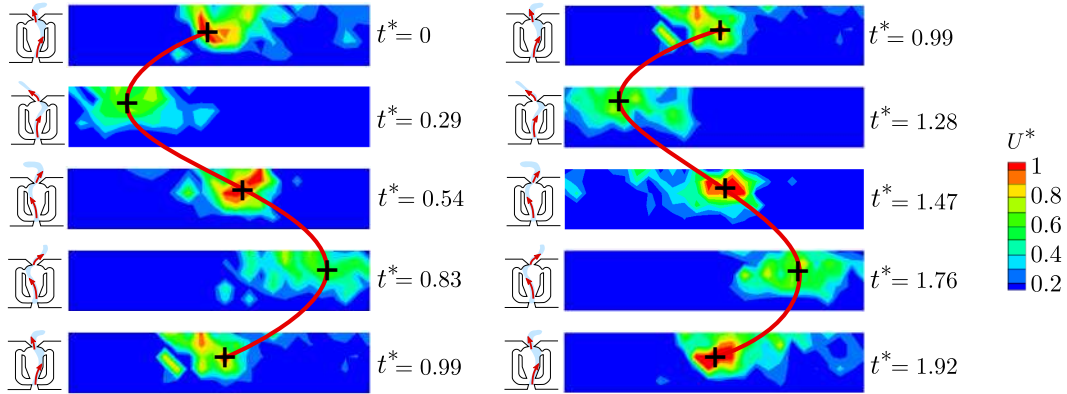 t* = 0
t* = 0.29
t* = 0.54
t* = 0.83
t* = 0.99
t* = 0.99
t* = 1.28
t* = 1.47
t* = 1.76
t* = 1.92
U*
1
0.8
0.6
0.4
0.2